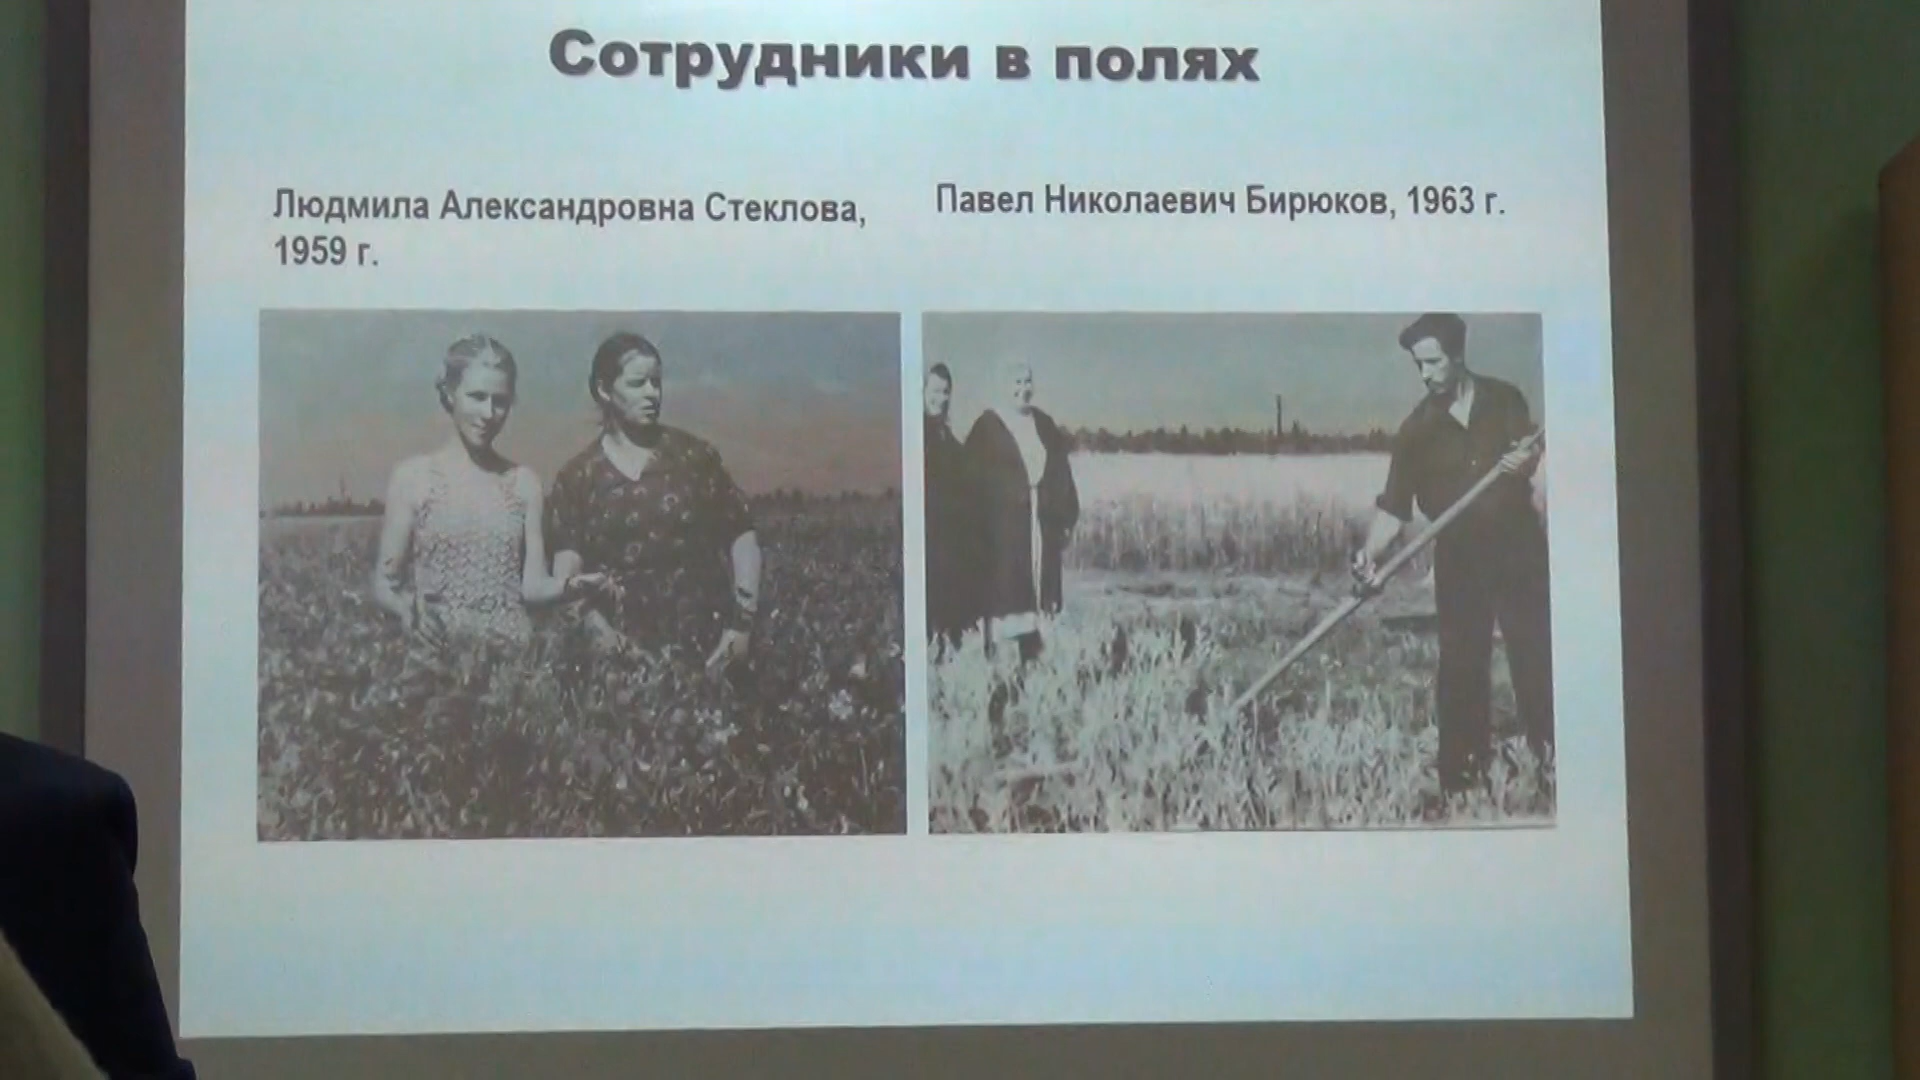 Сотрудники в полях
Людмила Александровна Стеклова,
1959 г.
Павел Николаевич Бирюков, 1963 г.